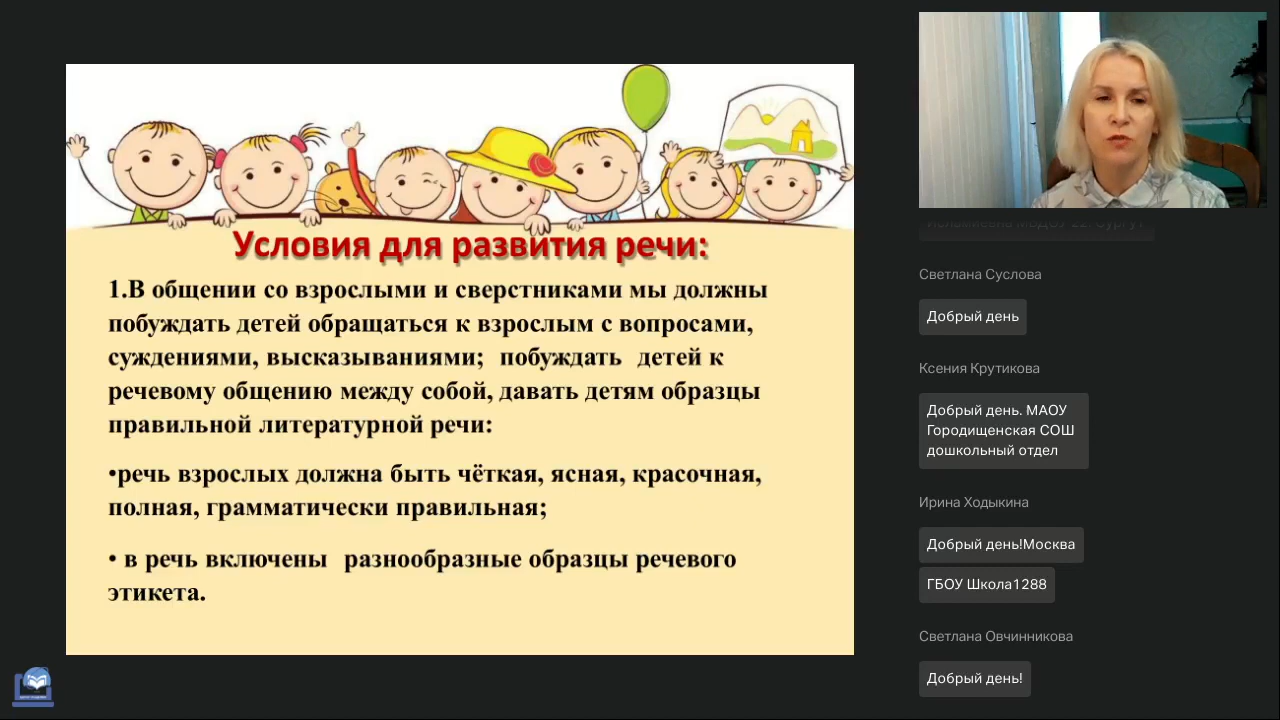 Условия для развития речи:
1.В общении со взрослыми и сверстниками мы должны
побуждать детей обращаться к взрослым с вопросами,
суждениями, высказываниями; побуждать детей к
речевому общению между собой, давать детям образцы
правильной литературной речи:
•речь взрослых должна быть чёткая, ясная, красочная,
полная, грамматически правильная;
• в речь включены разнообразные образцы речевого
этикета.
Светлана Суслова
Добрый день
Ксения Крутикова
Добрый день. МАОУ
Городищенская СОШ
дошкольный отдел
Ирина Ходыкина
Добрый день!Москва
ГБОУ Школа1288
Светлана Овчинникова
Добрый день!